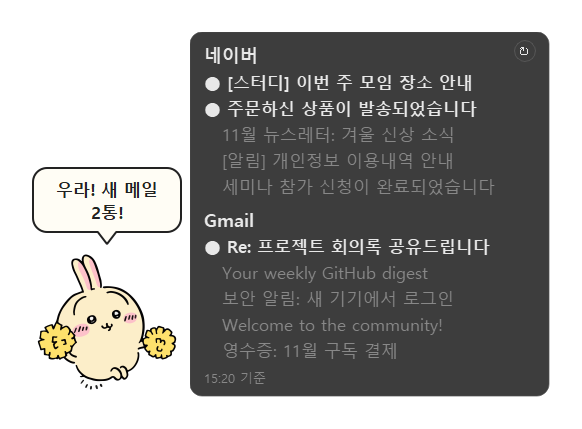 네이버
● [스터디] 이번 주 모임 장소 안내
● 주문하신 상품이 발송되었습니다
11월 뉴스레터: 겨울 신상 소식
[알림] 개인정보 이용내역 안내
세미나 참가 신청이 완료되었습니다
우라! 새 메일
2통!
Gmail
● Re: 프로젝트 회의록 공유드립니다
Your weekly GitHub digest
보안 알림: 새 기기에서 로그인
Welcome to the community!
영수증: 11월 구독 결제
15:20 기준